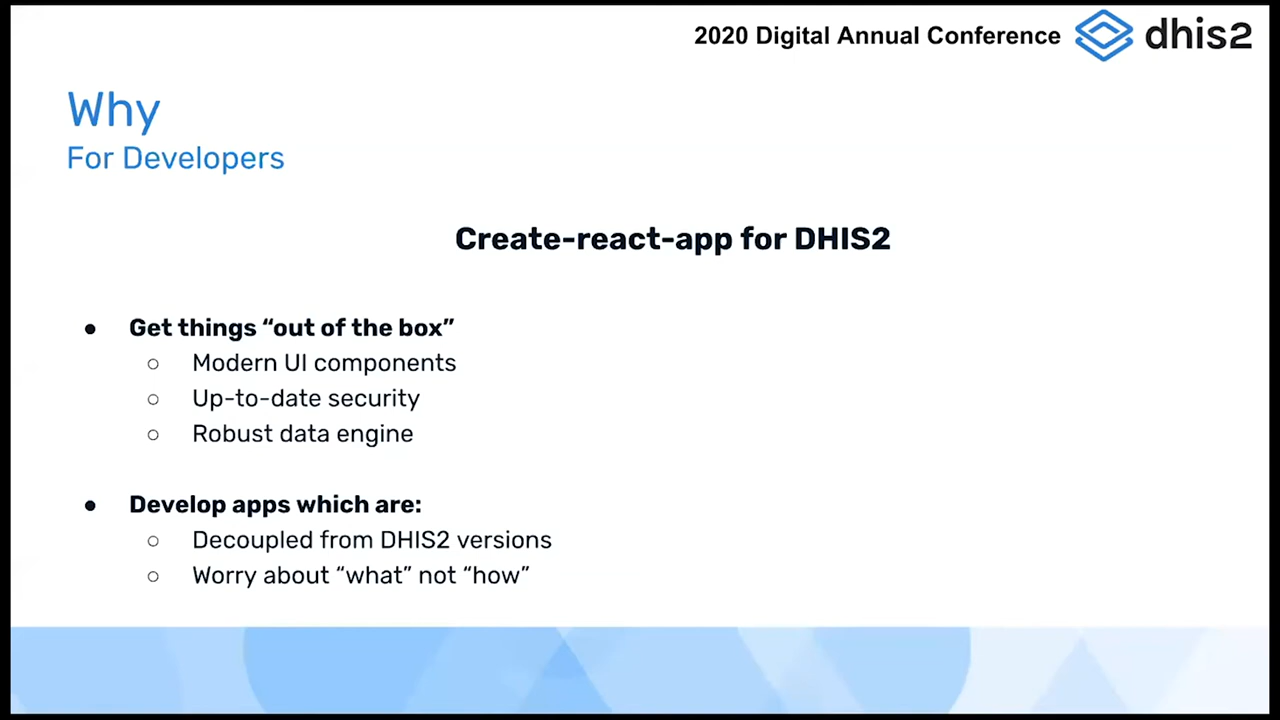 2020 Digital Annual Conference dhis2
Why
For Developers
Create-react-app for DHIS2
● Get things “out of the box”
○ Modern UI components
○ Up-to-date security
○ Robust data engine
● Develop apps which are:
○ Decoupled from DHIS2 versions
○ Worry about “what” not “how”